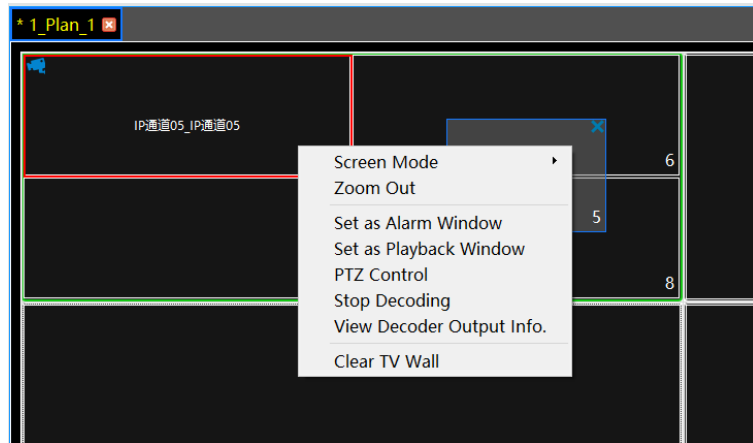 * 1_Plan_1
IP通道05_IP通道05
6
5
8
Screen Mode
Zoom Out
Set as Alarm Window
Set as Playback Window
PTZ Control
Stop Decoding
View Decoder Output Info.
Clear TV Wall